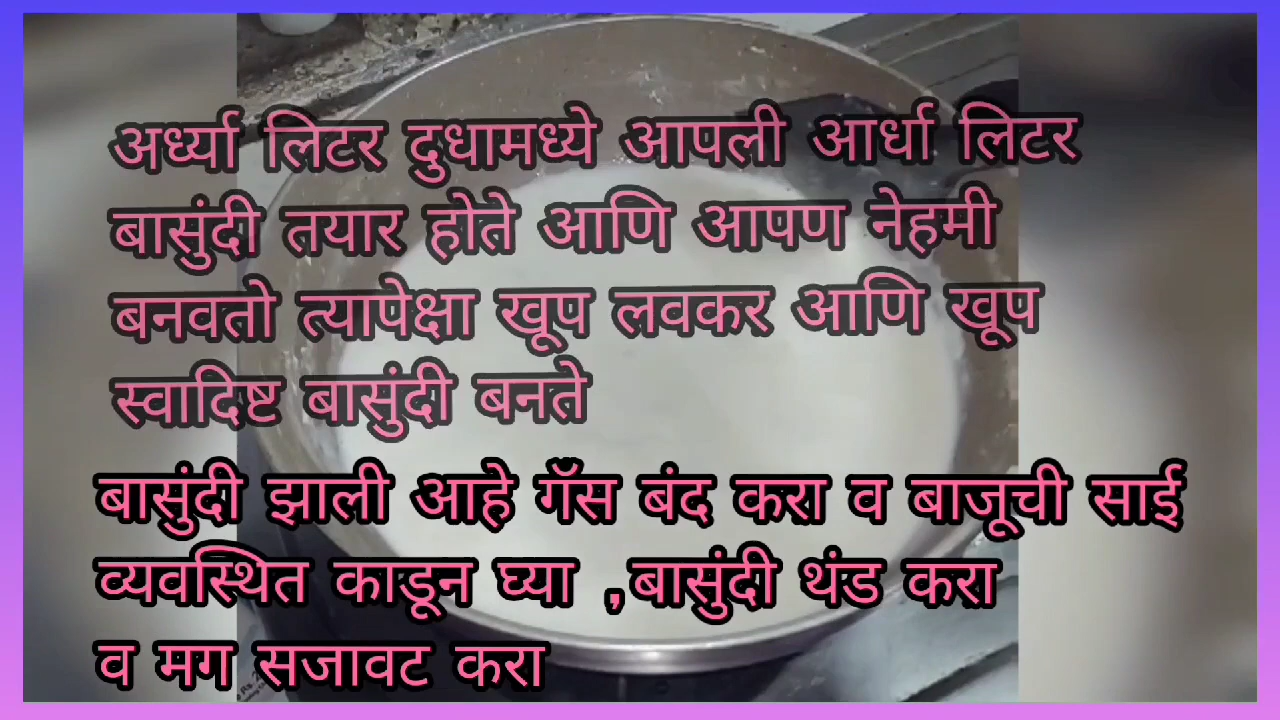 अर्ध्या लिटर दुधामध्ये आपली आर्धा लिटर
बासुंदी तयार होते आणि आपण नेहमी
बनवतो त्यापेक्षा खूप लवकर आणि खूप
स्वादिष्ट बासुंदी बनते
बासुंदी झाली आहे गॅस बंद करा व बाजूची साई
व्यवस्थित काडून घ्या ,बासुंदी थंड करा
व मग सजावट करा